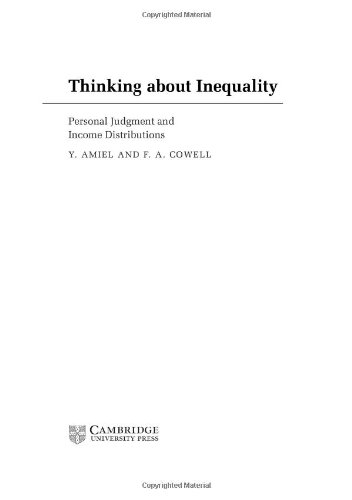 Copyrighted Material
Thinking about Inequality
Personal Judgment and
Income Distributions
Y. AMIEL AND F. A. COWELL
CAMBRIDGE
UNIVERSITY PRESS
Copyrighted Material